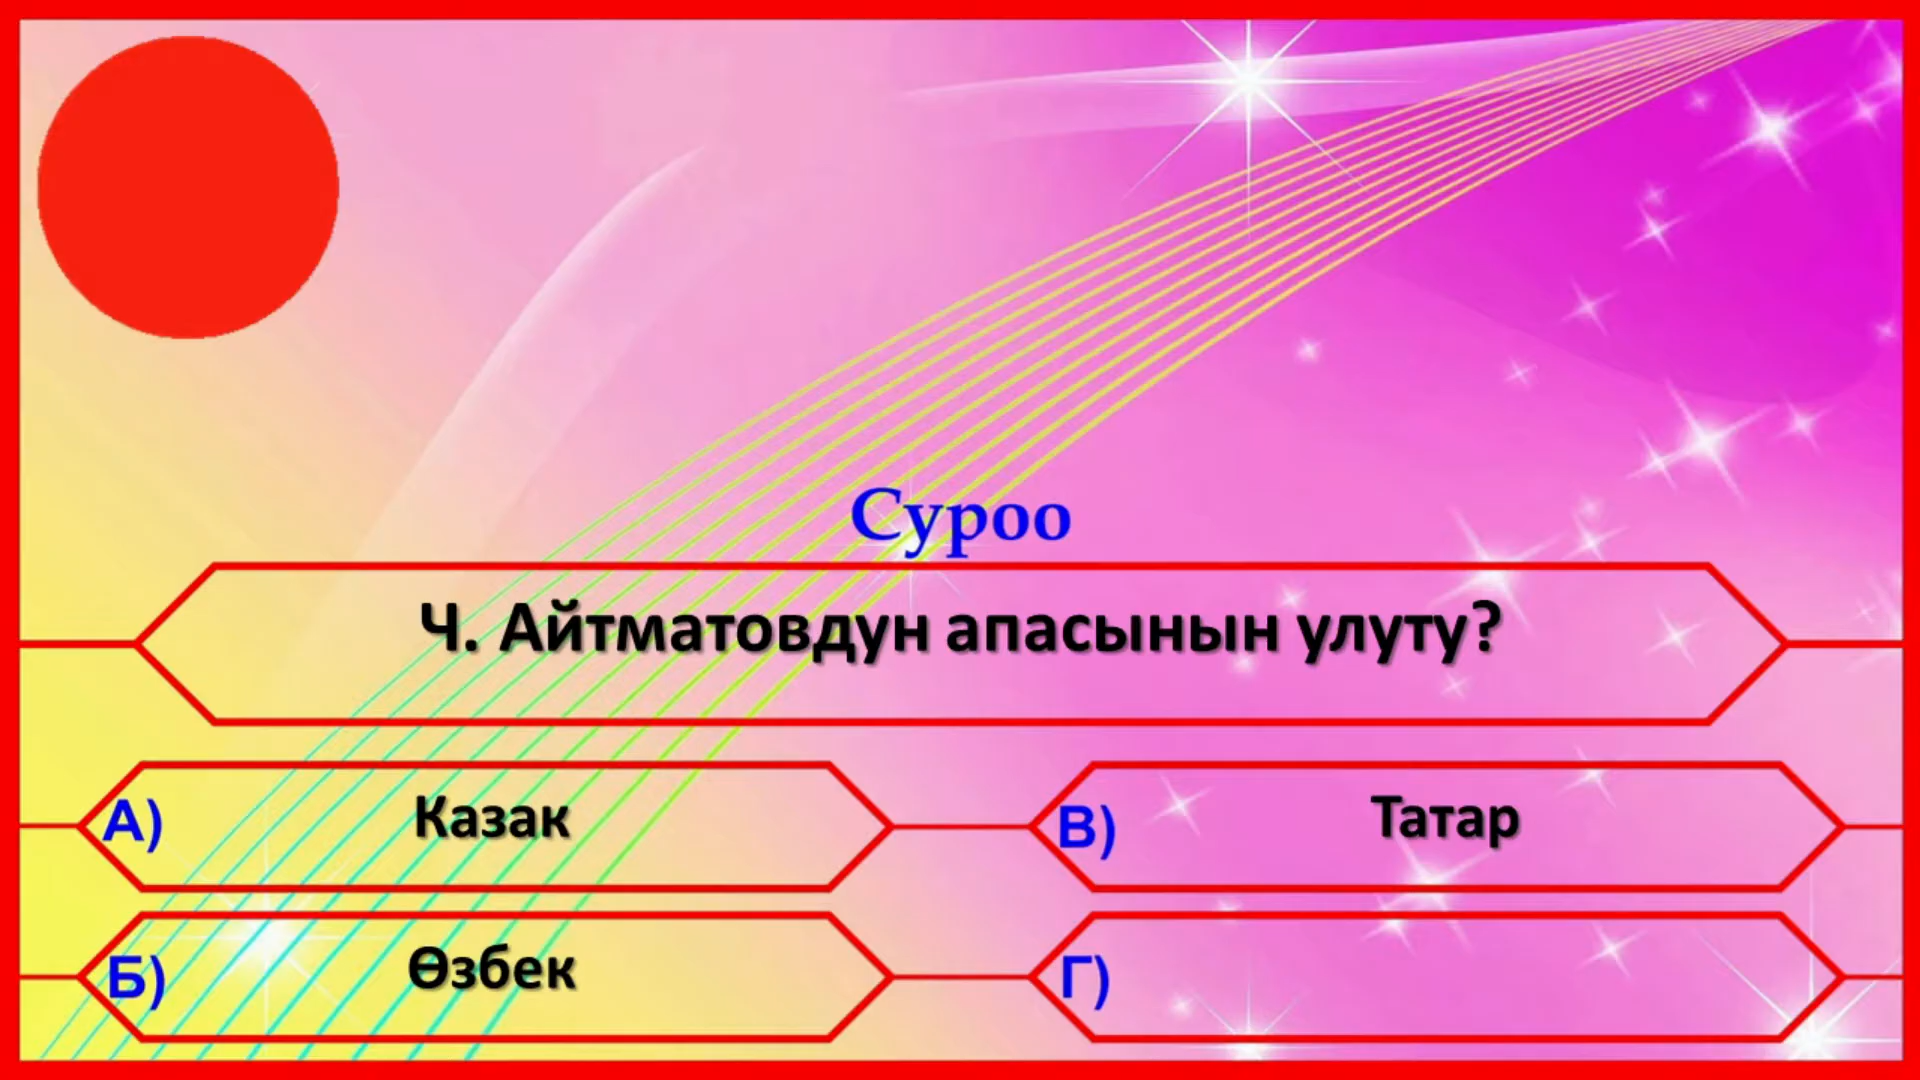 Суроо
Ч. Айтматовдун апасынын улуту?
А) Казак
В) Татар
Б) Өзбек
Г)